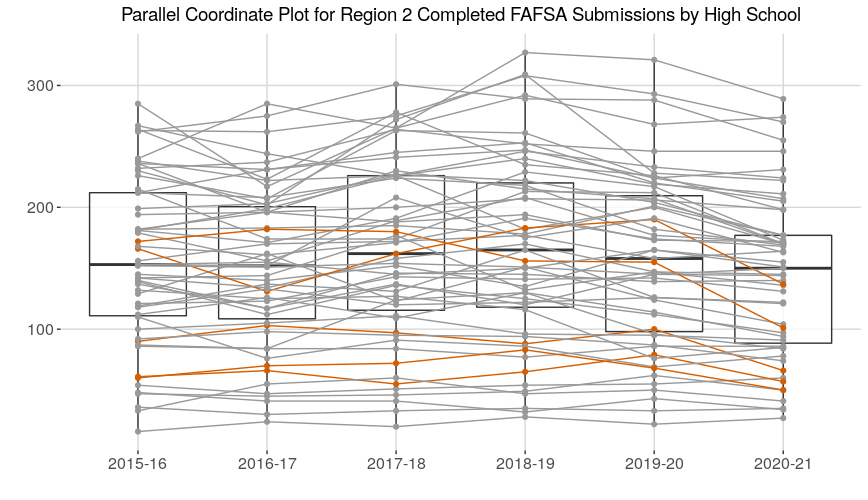 Parallel Coordinate Plot for Region 2 Completed FAFSA Submissions by High School
300
200
100
2015-16 2016-17 2017-18 2018-19 2019-20 2020-21